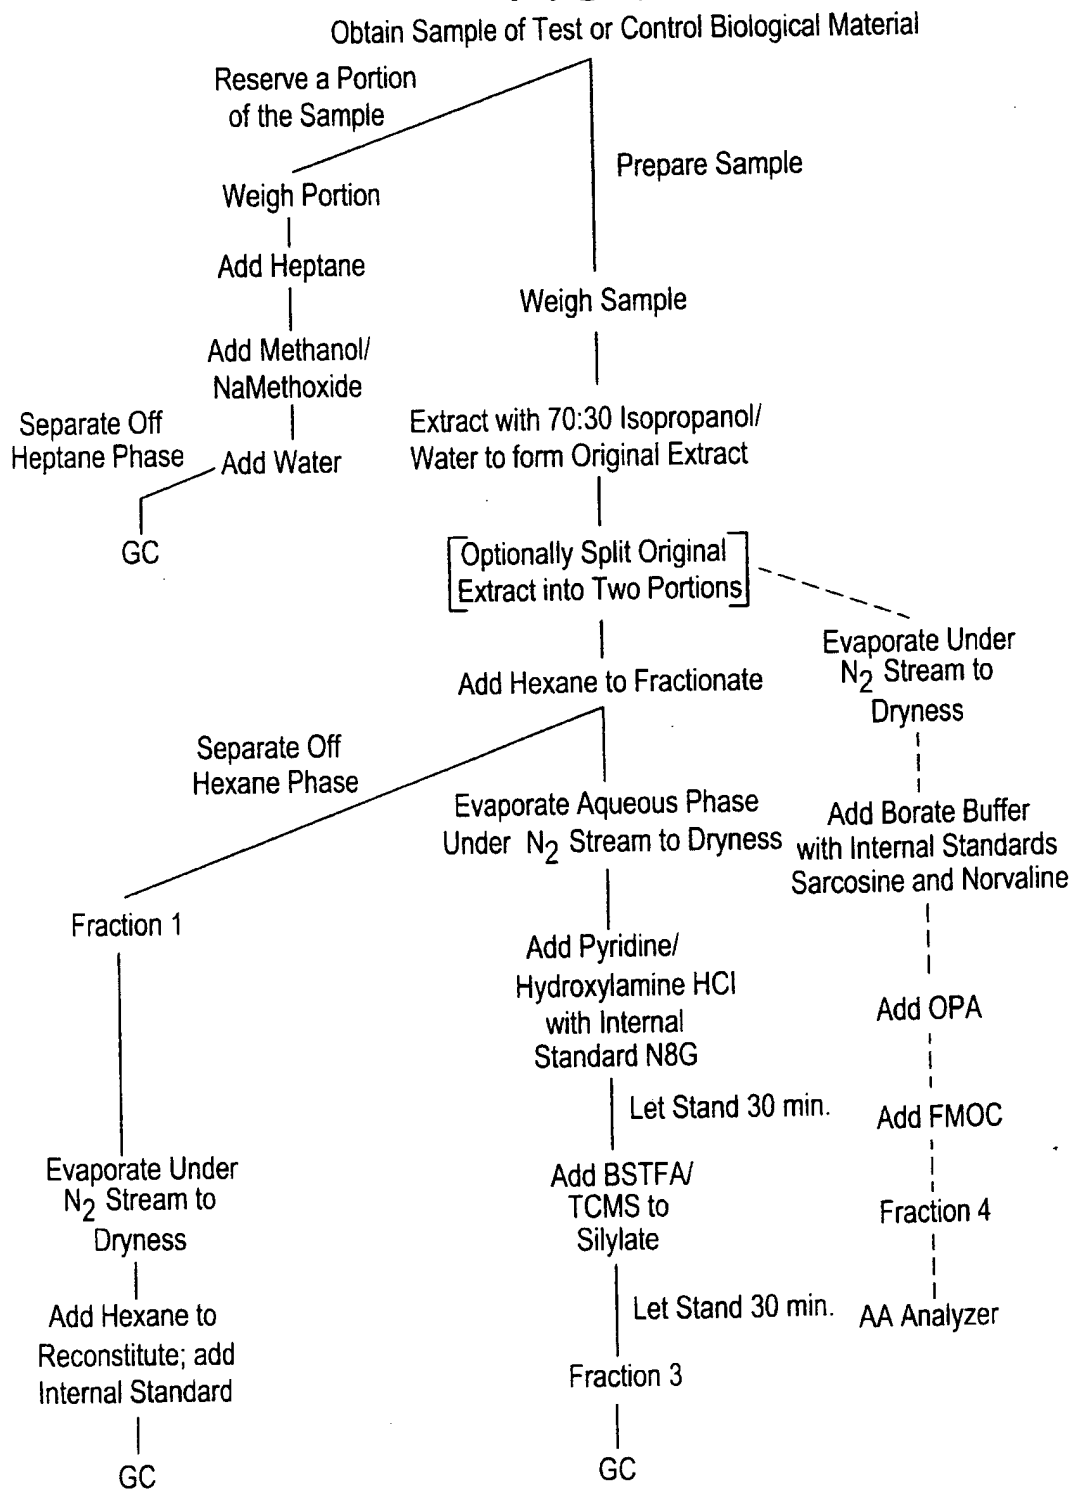 Obtain Sample of Test or Control Biological Material
Reserve a Portion
of the Sample
Prepare Sample
Weigh Portion
Add Heptane
Weigh Sample
Add Methanol/
NaMethoxide
Separate Off
Heptane Phase
Add Water
GC
Extract with 70:30 Isopropanol/
Water to form Original Extract
Optionally Split Original
Extract into Two Portions
Add Hexane to Fractionate
Separate Off
Hexane Phase
Fraction 1
Evaporate Under
N2 Stream to
Dryness
Add Hexane to
Reconstitute; add
Internal Standard
GC
Evaporate Aqueous Phase
Under N2 Stream to Dryness
Add Pyridine/
Hydroxylamine HCl
with Internal
Standard N8G
Let Stand 30 min.
Add BSTFA/
TCMS to
Silylate
Let Stand 30 min.
Fraction 3
GC
Evaporate Under
N2 Stream to
Dryness
Add Borate Buffer
with Internal Standards
Sarcosine and Norvaline
Add OPA
Add FMOC
Fraction 4
AA Analyzer